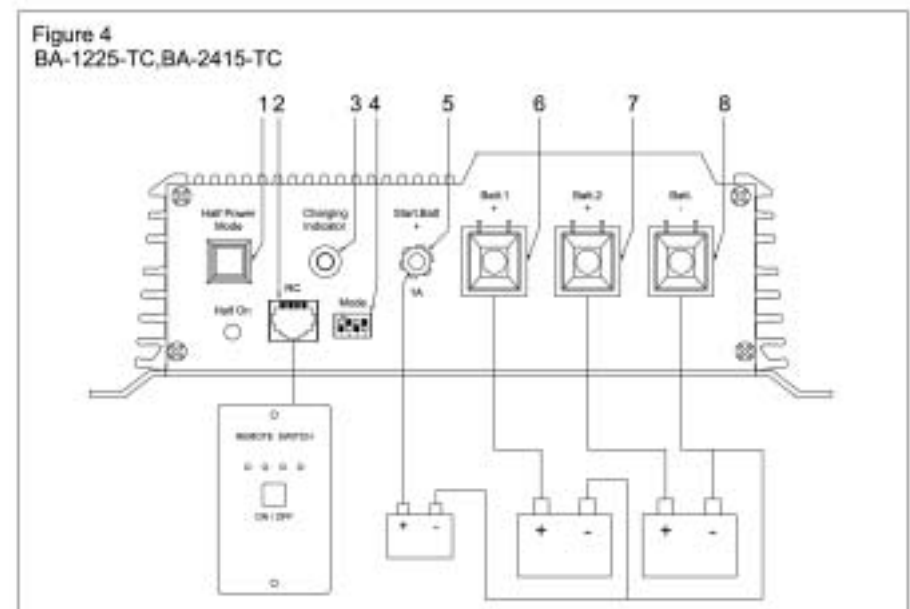 Figure 4
BA-1225-TC,BA-2415-TC
1 2 3 4 5 6 7 8
Half Power
Mode
Charging
Indicator
Start.Batt
+
Batt.1
+
Batt.2
+
Batt.
-
RC
Mode
1A
Half On
REMOTE SWITCH
ON / OFF
+ - + - + -